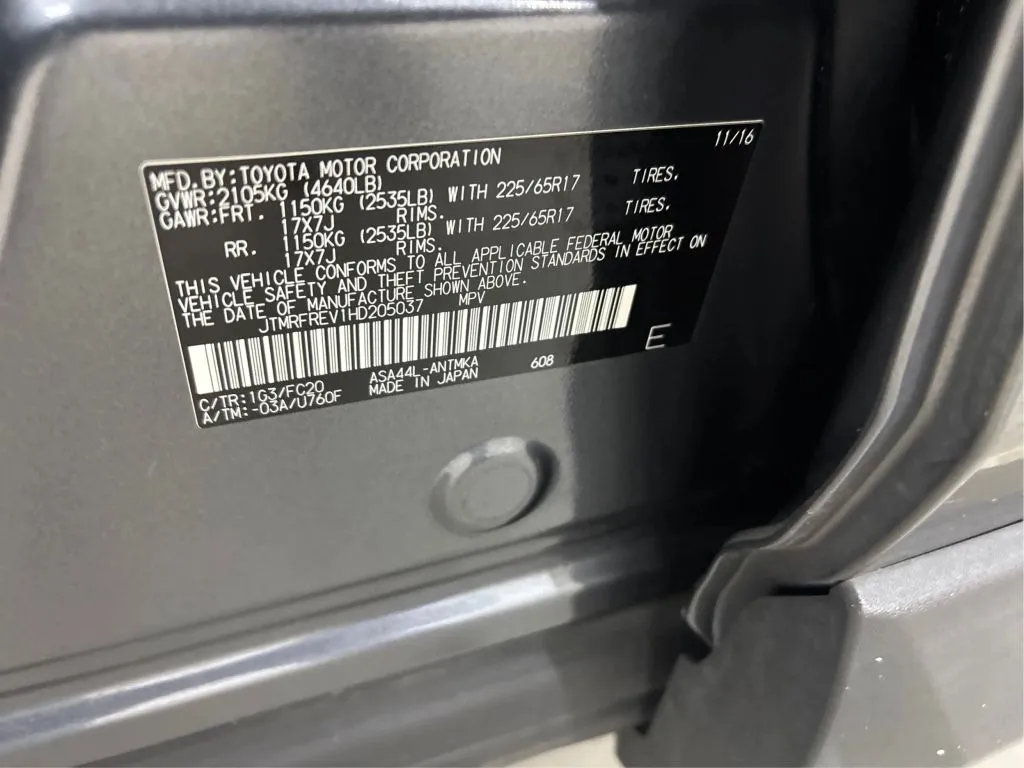 11/16
MFD.BY:TOYOTA MOTOR CORPORATION
GVWR:2105KG (4640LB)
GAWR:FRT. 1150KG (2535LB) WITH 225/65R17 TIRES.
17X7J RIMS.
RR. 1150KG (2535LB) WITH 225/65R17 TIRES.
17X7J RIMS.
THIS VEHICLE CONFORMS TO ALL APPLICABLE FEDERAL MOTOR
VEHICLE SAFETY AND THEFT PREVENTION STANDARDS IN EFFECT ON
THE DATE OF MANUFACTURE SHOWN ABOVE.
JTMRFREV1HD205037 MPV
E
C/TR:1G3/FC20 ASA44L-ANTMKA 608
A/TM:-03A/U760F MADE IN JAPAN